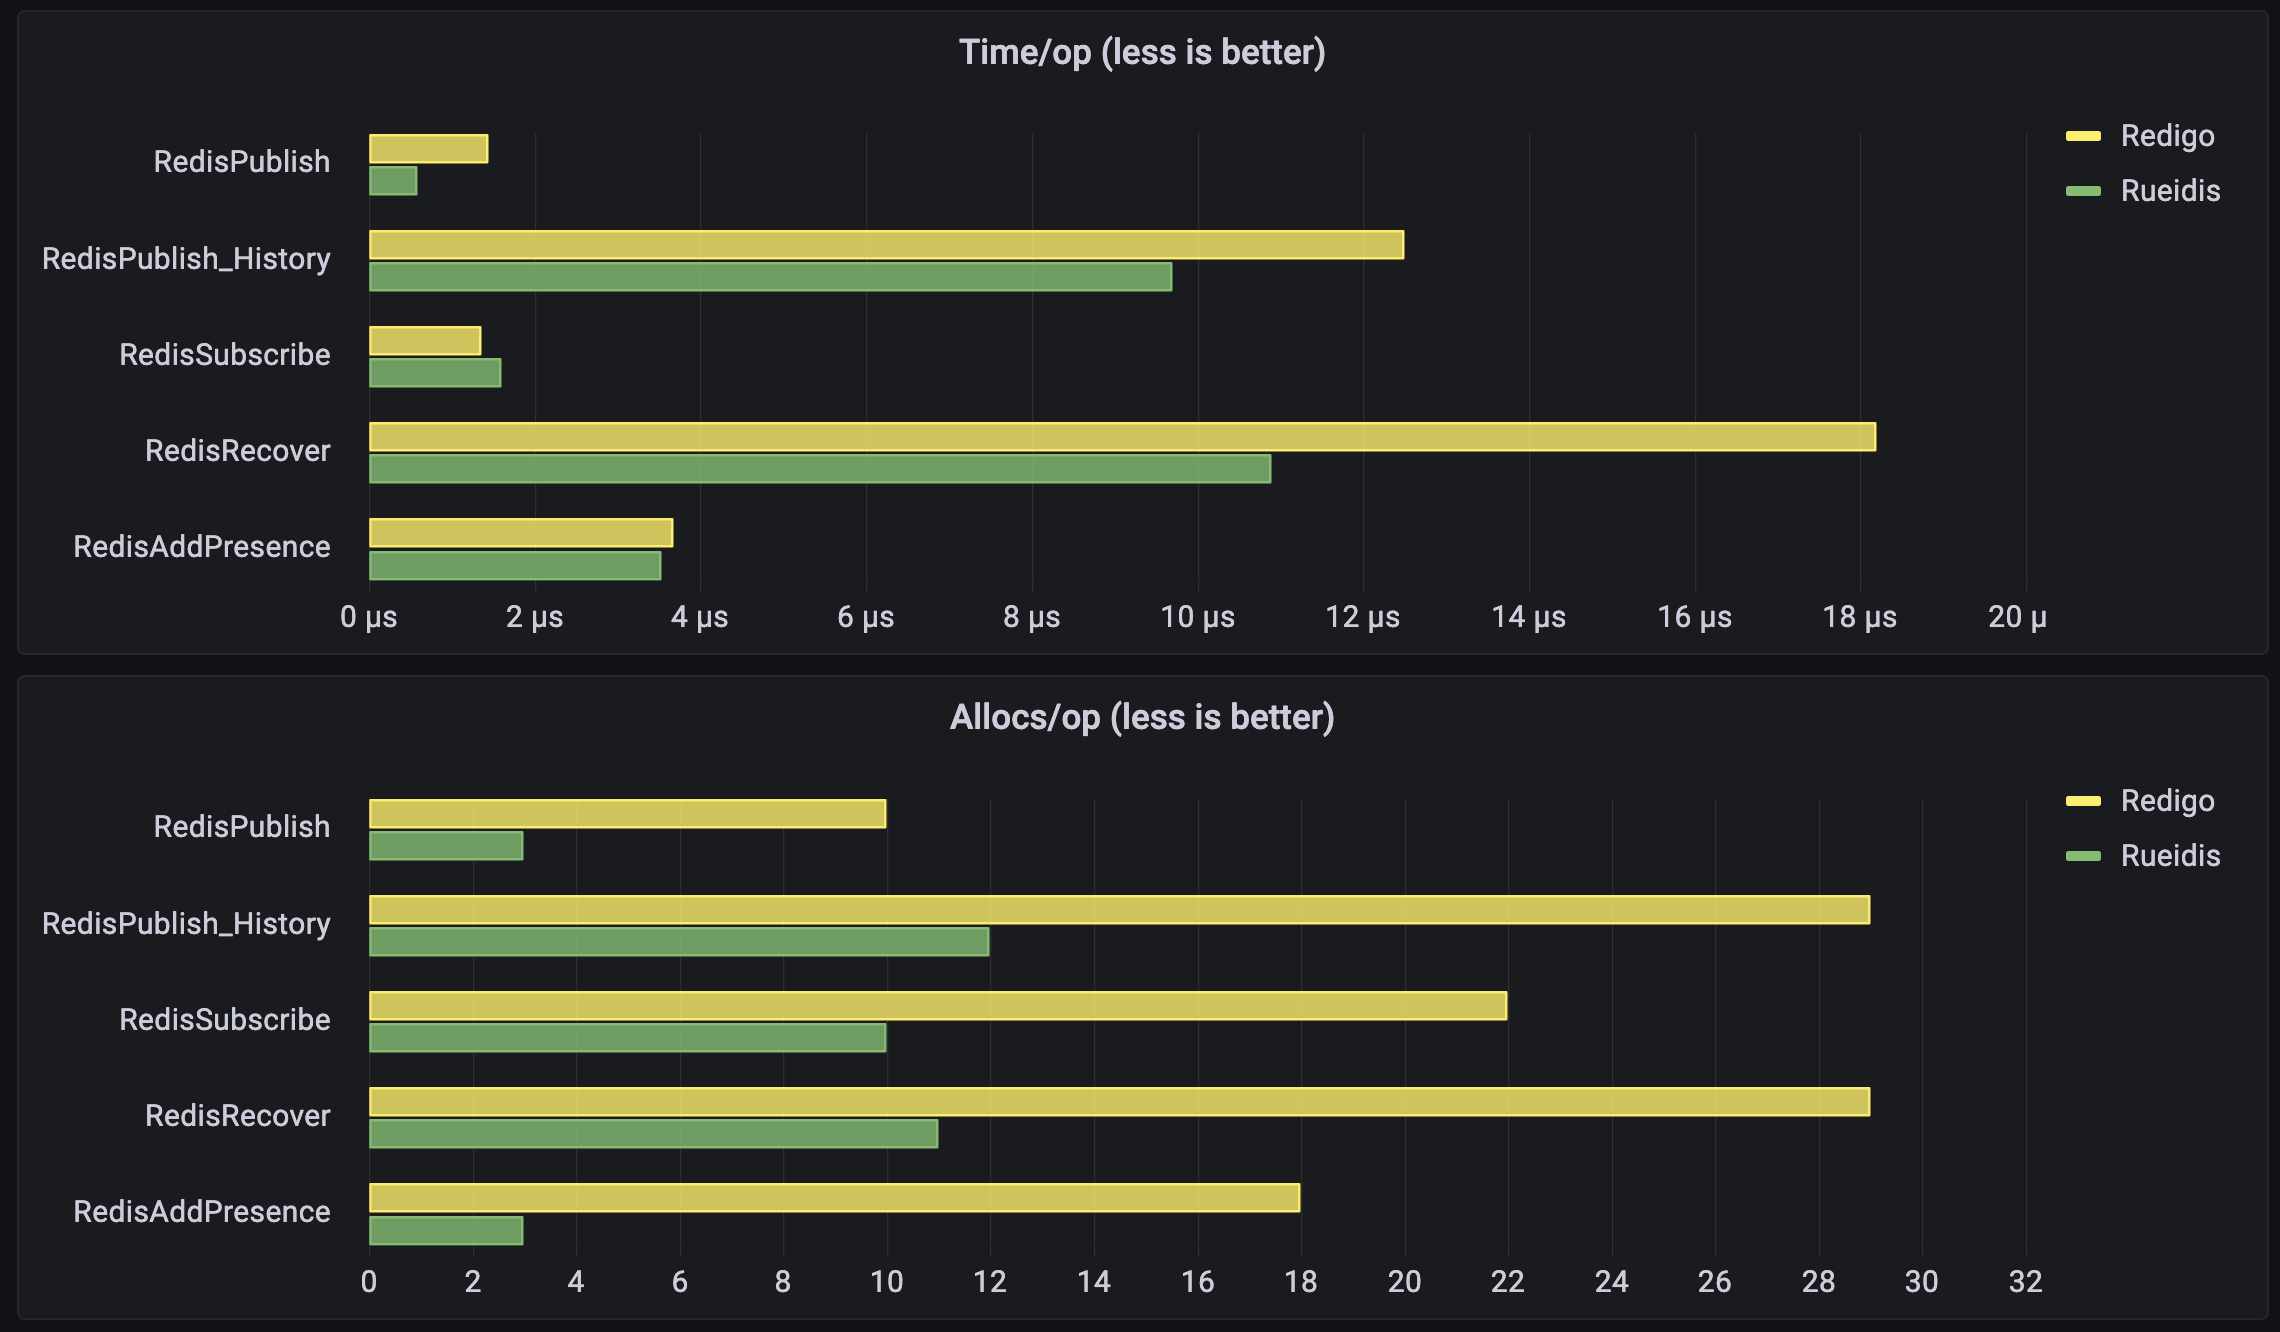 Time/op (less is better)
Redigo
Rueidis
RedisPublish
RedisPublish_History
RedisSubscribe
RedisRecover
RedisAddPresence
0 µs 2 µs 4 µs 6 µs 8 µs 10 µs 12 µs 14 µs 16 µs 18 µs 20 µ
Allocs/op (less is better)
Redigo
Rueidis
RedisPublish
RedisPublish_History
RedisSubscribe
RedisRecover
RedisAddPresence
0 2 4 6 8 10 12 14 16 18 20 22 24 26 28 30 32